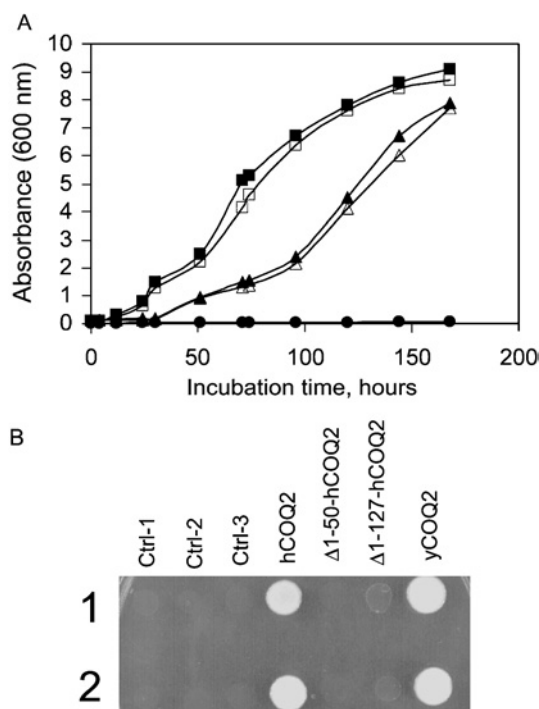 A
Absorbance (600 nm)
10
9
8
7
6
5
4
3
2
1
0
0 50 100 150 200
Incubation time, hours
B
Ctrl-1
Ctrl-2
Ctrl-3
hCOQ2
Δ1-50-hCOQ2
Δ1-127-hCOQ2
yCOQ2
1
2